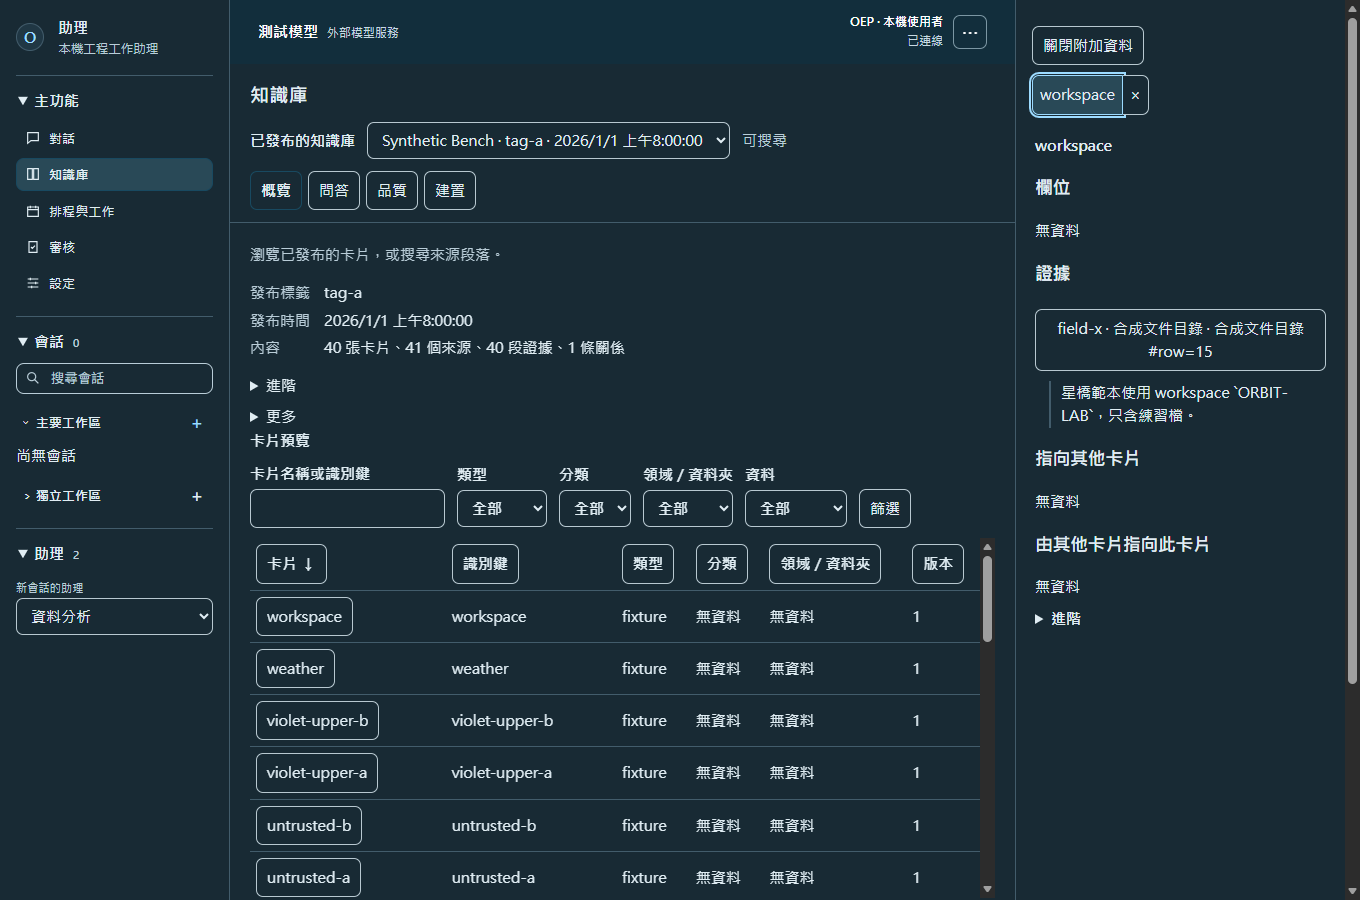 O
助理
本機工程工作助理
▼ 主功能
對話
知識庫
排程與工作
審核
設定
▼ 會話 0
搜尋會話
主要工作區 +
尚無會話
獨立工作區 +
▼ 助理 2
新會話的助理
資料分析
測試模型 外部模型服務
OEP · 本機使用者
已連線
...
知識庫
已發布的知識庫 Synthetic Bench · tag-a · 2026/1/1 上午8:00:00 可搜尋
概覽 問答 品質 建置
瀏覽已發布的卡片，或搜尋來源段落。
發布標籤 tag-a
發布時間 2026/1/1 上午8:00:00
內容 40 張卡片、41 個來源、40 段證據、1 條關係
▶ 進階
▶ 更多
卡片預覽
卡片名稱或識別鍵 類型 分類 領域 / 資料夾 資料
全部 全部 全部 全部 篩選
卡片 ↓ 識別鍵 類型 分類 領域 / 資料夾 版本
workspace workspace fixture 無資料 無資料 1
weather weather fixture 無資料 無資料 1
violet-upper-b violet-upper-b fixture 無資料 無資料 1
violet-upper-a violet-upper-a fixture 無資料 無資料 1
untrusted-b untrusted-b fixture 無資料 無資料 1
untrusted-a untrusted-a fixture 無資料 無資料 1
關閉附加資料
workspace ×
workspace
欄位
無資料
證據
field-x · 合成文件目錄 · 合成文件目錄
#row=15
星橋範本使用 workspace `ORBIT-
LAB`，只含練習檔。
指向其他卡片
無資料
由其他卡片指向此卡片
無資料
▶ 進階